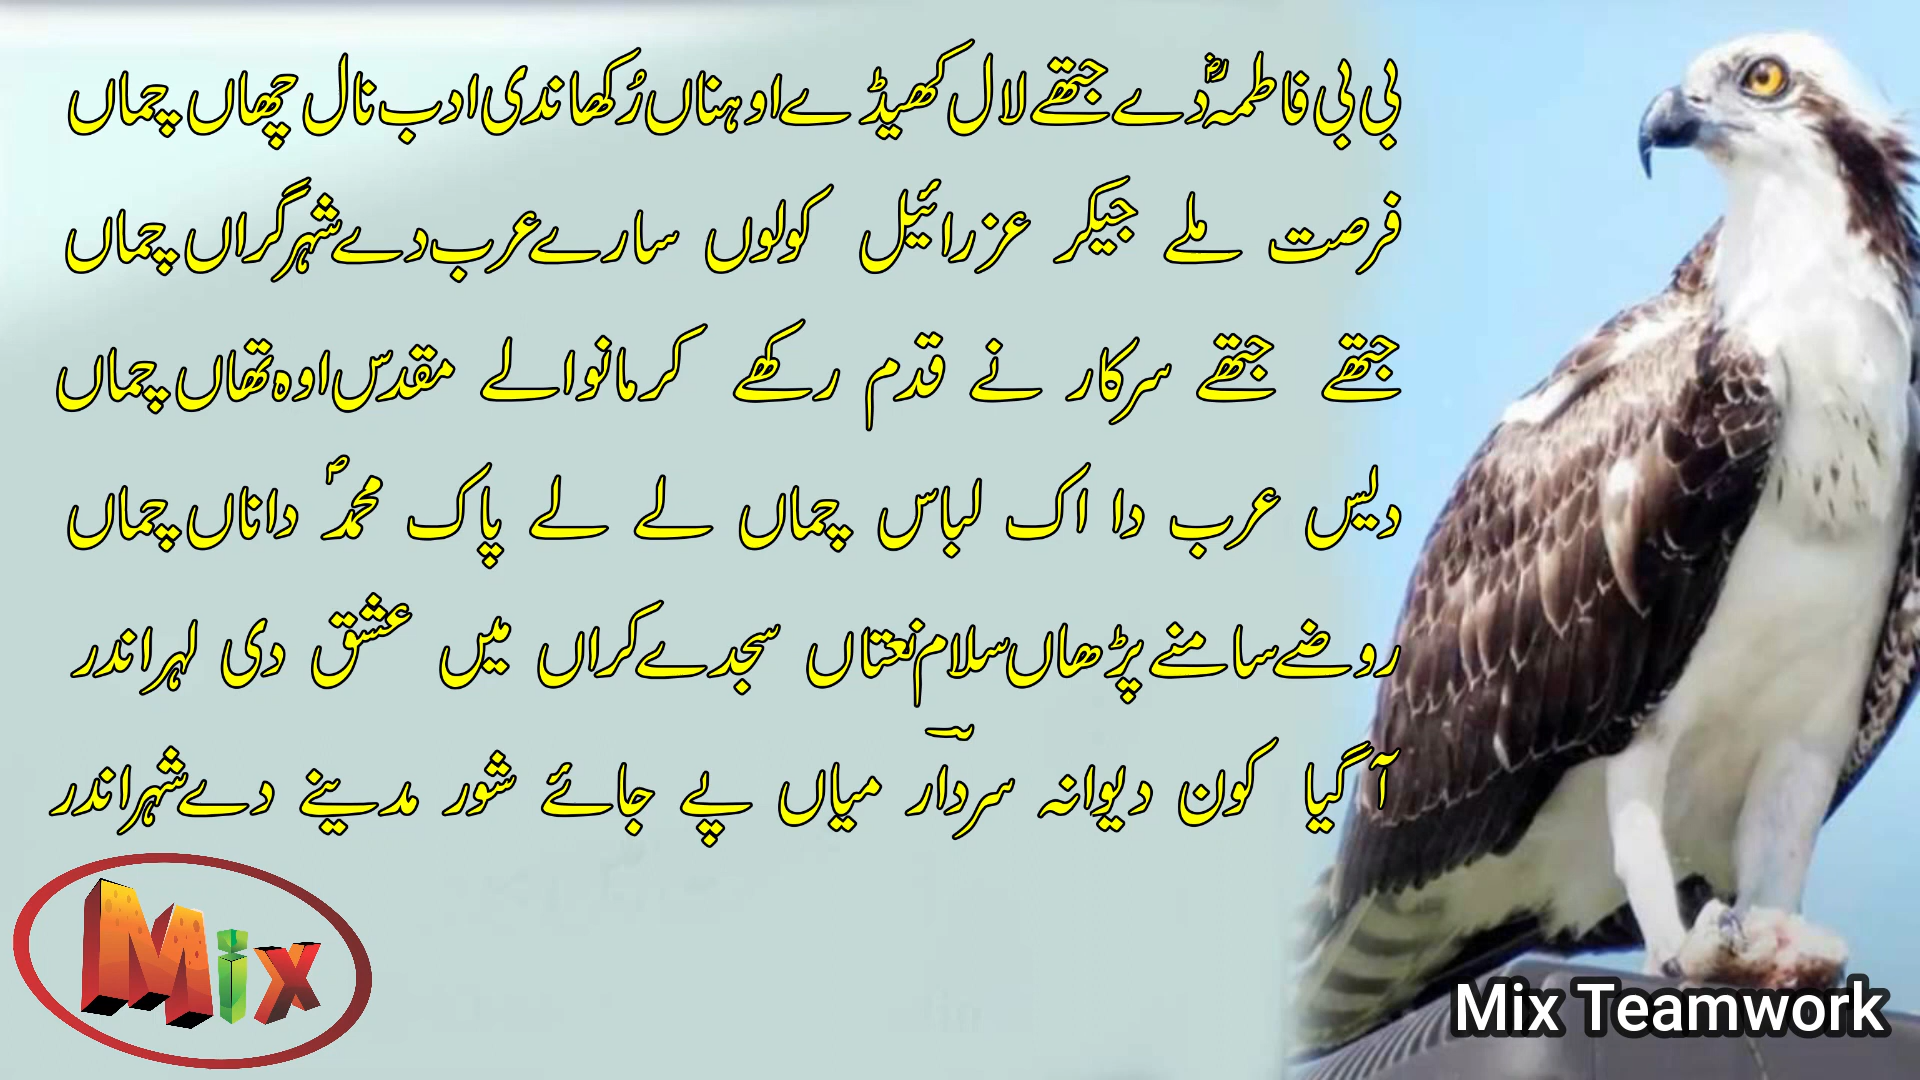 بی بی فاطمہؓ دے جتھے لال کھیڈے اوہناں رُکھاندی ادب نال چھاں چماں
فرصت ملے جیکر عزرائیل کولوں سارے عرب دے شہر گراں چماں
جتھے جتھے سرکار نے قدم رکھے کرمانوالے مقدس اوہ تھاں چماں
دیس عرب دا اک لباس چماں لے لے پاک محمدؐ داناں چماں
روضے سامنے پڑھاں سلام نعتاں سجدے کراں میں عشق دی لہر اندر
آ گیا کون دیوانہ سردارؔ میاں پے جائے شور مدینے دے شہر اندر
Mix
Mix Teamwork